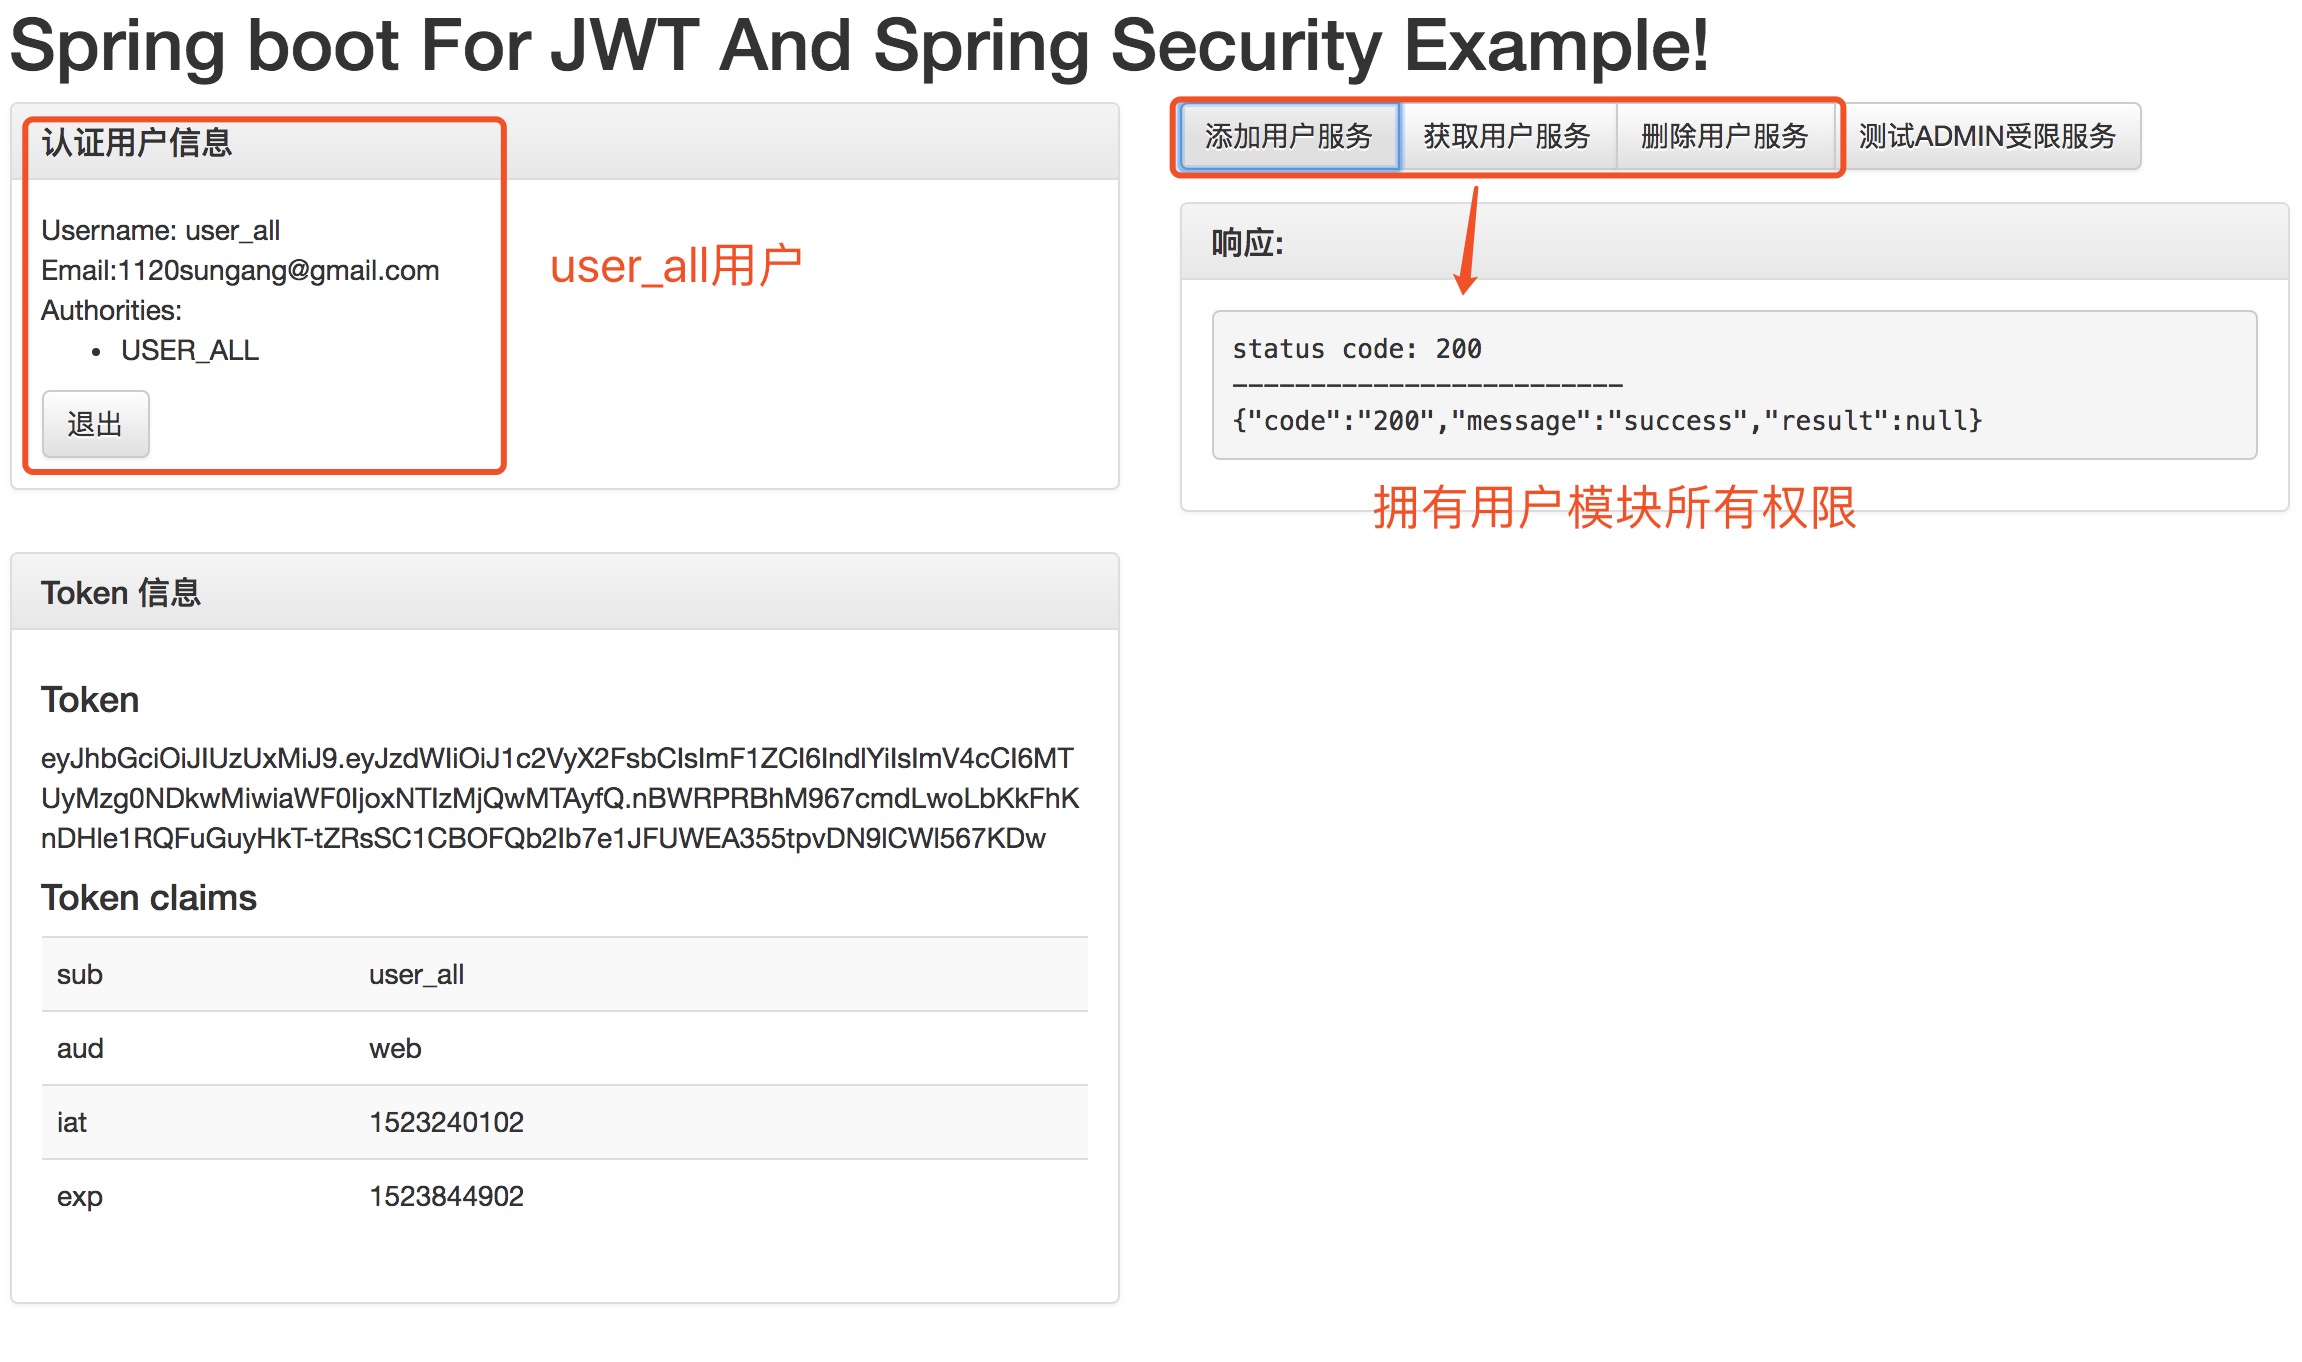 Spring boot For JWT And Spring Security Example!
认证用户信息
Username: user_all
Email:1120sungang@gmail.com
Authorities:
• USER_ALL
退出
user_all用户
添加用户服务 获取用户服务 删除用户服务 测试ADMIN受限服务
响应:
status code: 200
-------------------------
{"code":"200","message":"success","result":null}
拥有用户模块所有权限
Token 信息
Token
eyJhbGciOiJIUzUxMiJ9.eyJzdWIiOiJ1c2VyX2FsbCIsImF1ZCI6IndlYiIsImV4cCI6MT
UyMzg0NDkwMiwiaWF0IjoxNTIzMjQwMTAyfQ.nBWRPRBhM967cmdLwoLbKkFhK
nDHle1RQFuGuyHkT-tZRsSC1CBOFQb2Ib7e1JFUWEA355tpvDN9lCWl567KDw
Token claims
sub user_all
aud web
iat 1523240102
exp 1523844902